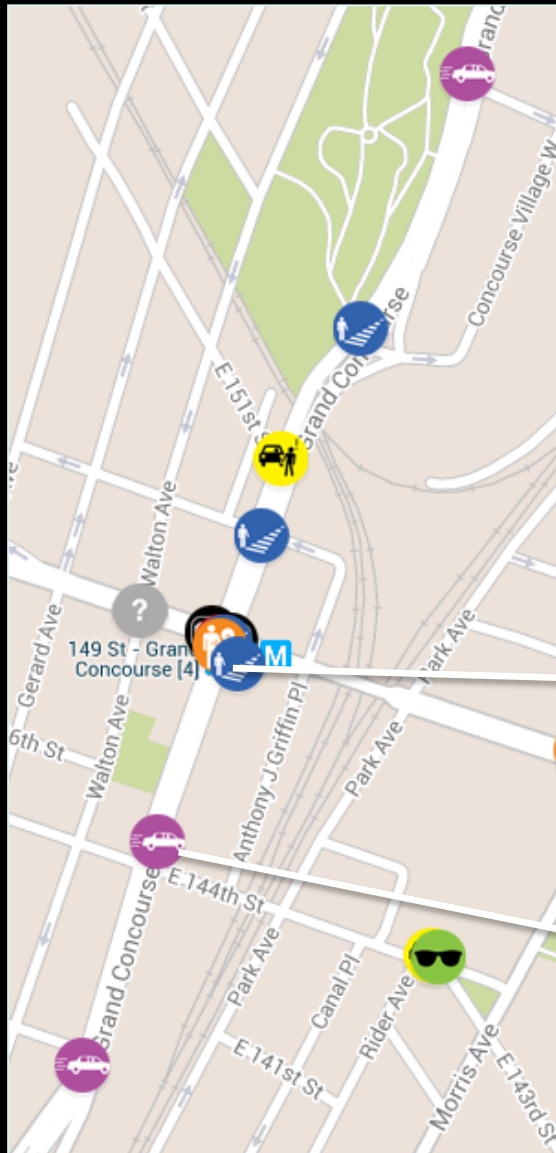 Grand
Concourse Village W
Grand Concourse
E 151st S
Walton Ave
?
149 St - Grand
Concourse [4]
M
Gerard Ave
Park Ave
6th St
Walton Ave
Anthony J Griffin Pl
Park Ave
Grand Concourse
E 144th St
Park Ave
Canal Pl
Rider Ave
E 141st St
Morris Ave
E 143rd St